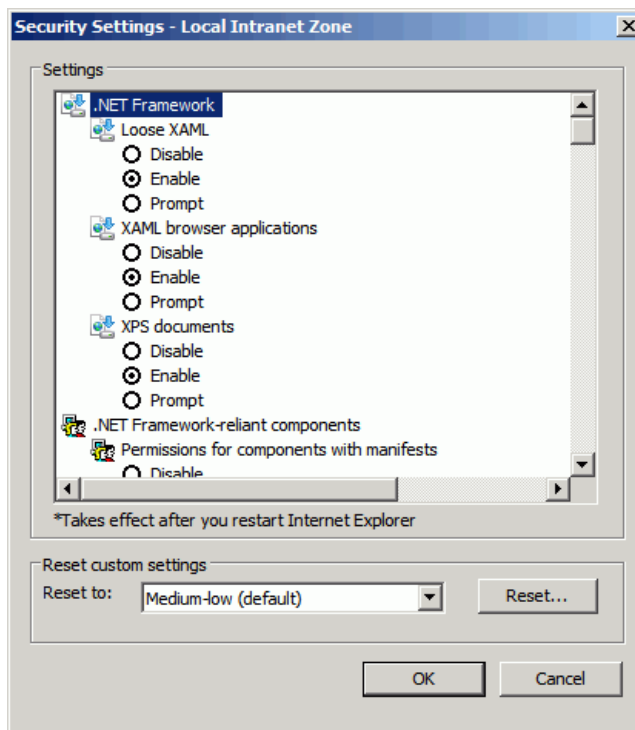 Security Settings - Local Intranet Zone
Settings
.NET Framework
Loose XAML
Disable
Enable
Prompt
XAML browser applications
Disable
Enable
Prompt
XPS documents
Disable
Enable
Prompt
.NET Framework-reliant components
Permissions for components with manifests
Disable
*Takes effect after you restart Internet Explorer
Reset custom settings
Reset to: Medium-low (default) Reset...
OK Cancel